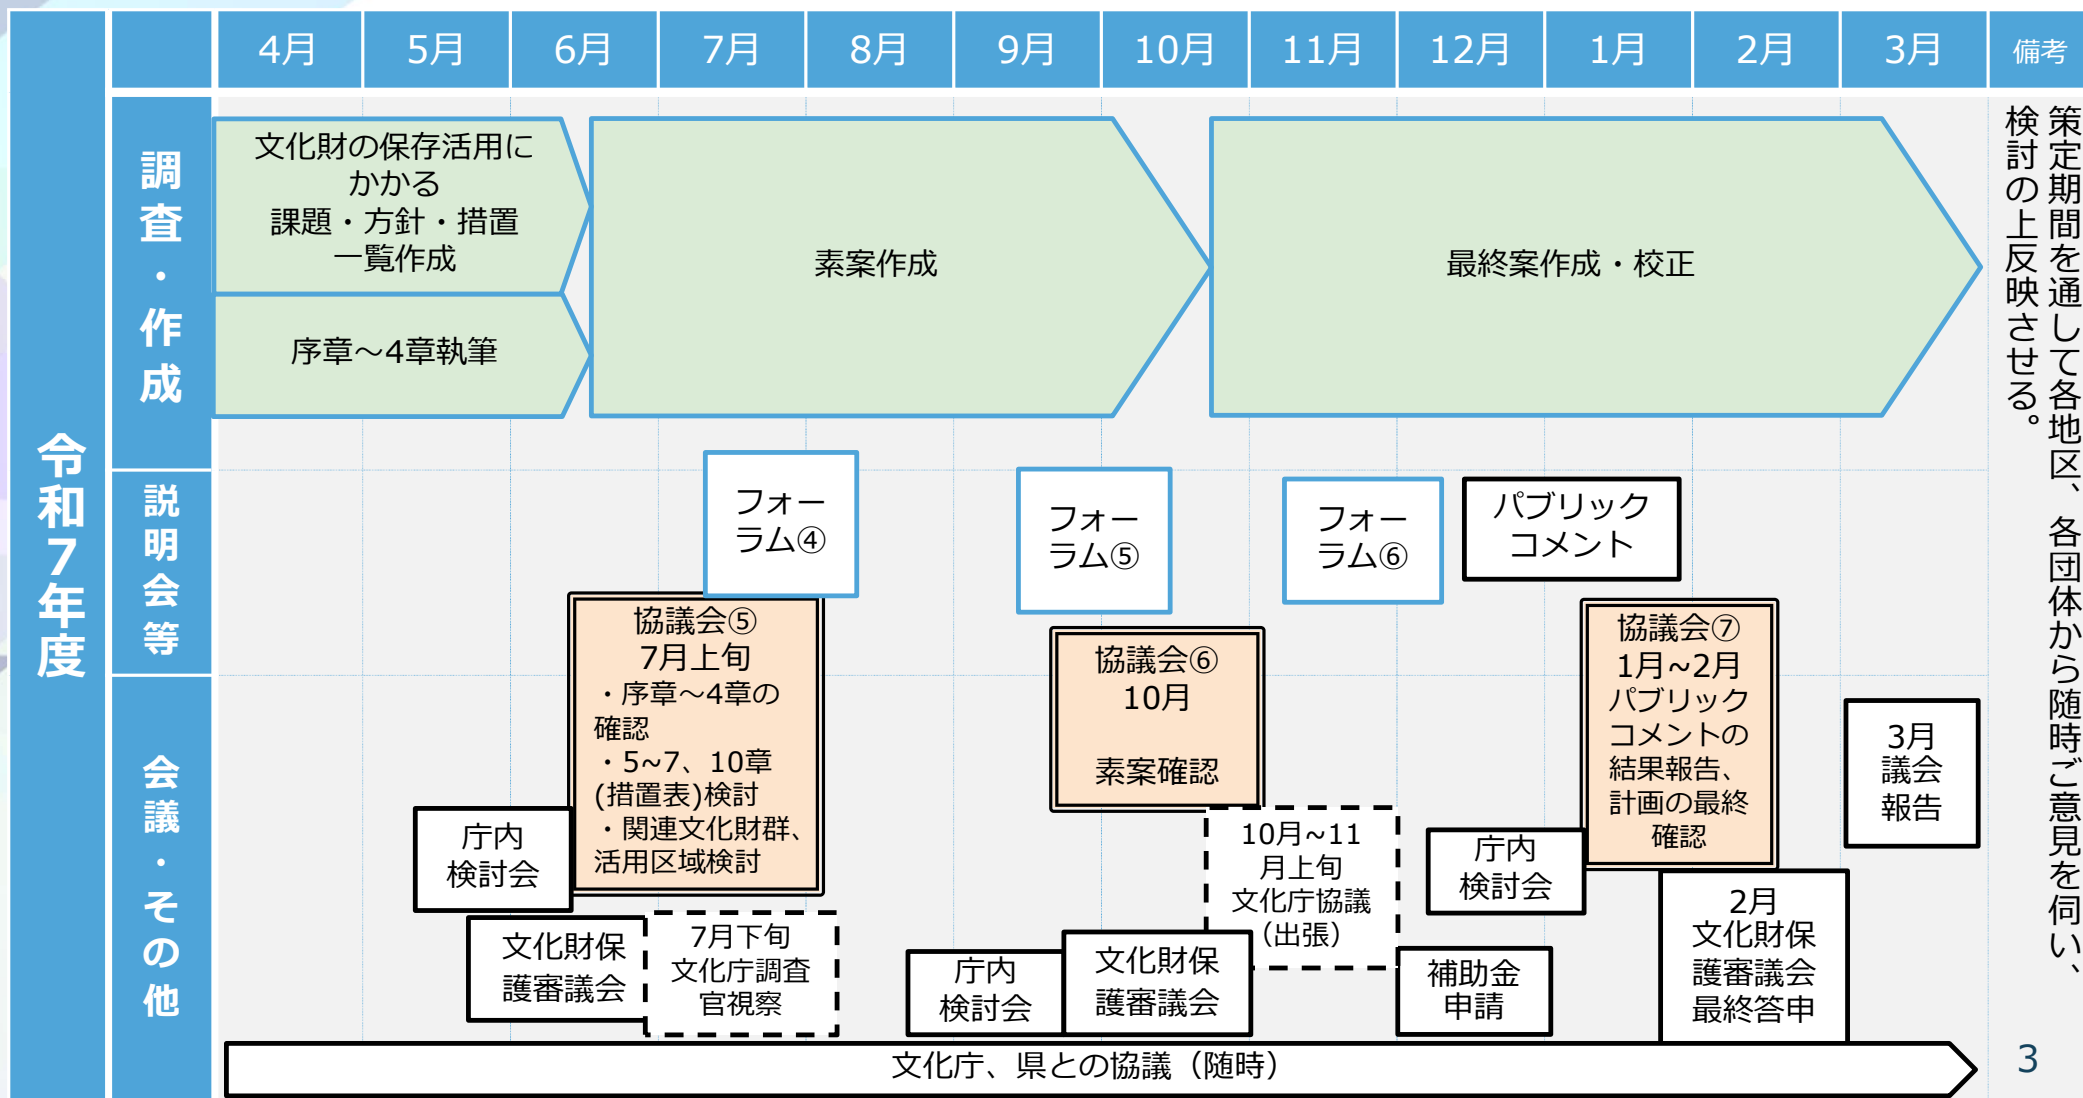 4月
5月
6月
7月
8月
9月
10月
11月
12月
1月
2月
3月
備考
令和7年度
調査・作成
文化財の保存活用に
かかる
課題・方針・措置
一覧作成
序章～4章執筆
素案作成
最終案作成・校正
説明会等
フォー
ラム④
フォー
ラム⑤
フォー
ラム⑥
パブリック
コメント
会議・その他
協議会⑤
7月上旬
・序章～4章の
確認
・5~7、10章
(措置表)検討
・関連文化財群、
活用区域検討
協議会⑥
10月
素案確認
協議会⑦
1月~2月
パブリック
コメントの
結果報告、
計画の最終
確認
3月
議会
報告
庁内
検討会
文化財保
護審議会
7月下旬
文化庁調査
官視察
庁内
検討会
文化財保
護審議会
10月~11
月上旬
文化庁協議
（出張）
庁内
検討会
補助金
申請
2月
文化財保
護審議会
最終答申
文化庁、県との協議（随時）
策定期間を通して各地区、各団体から随時ご意見を伺い、
検討の上反映させる。
3